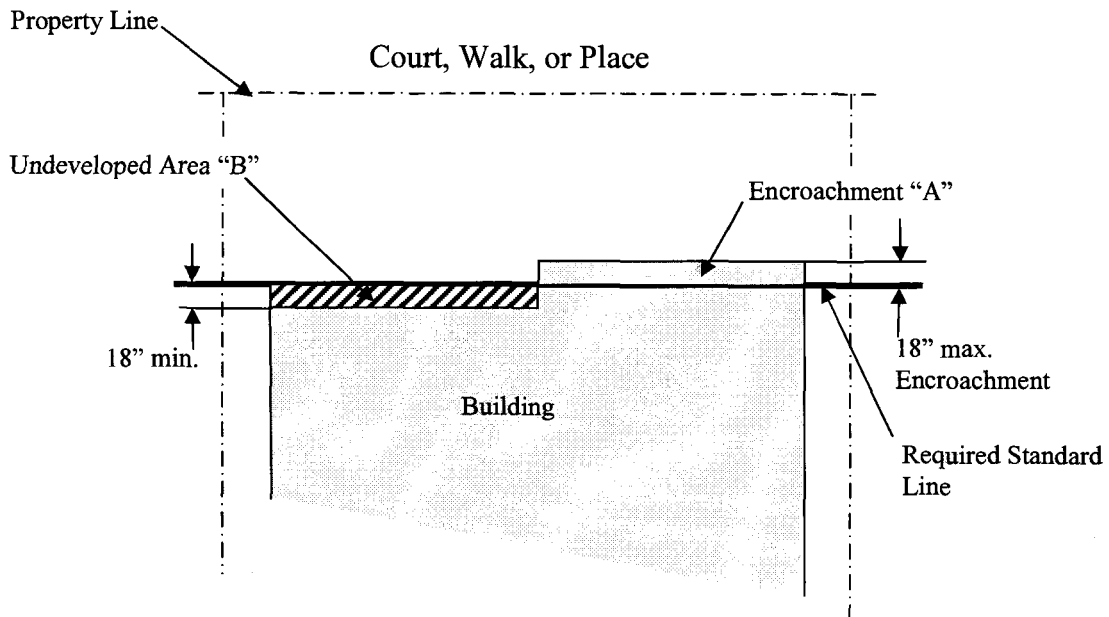 Property Line
Court, Walk, or Place
Undeveloped Area “B”
Encroachment “A”
18” min.
18” max.
Encroachment
Building
Required Standard
Line